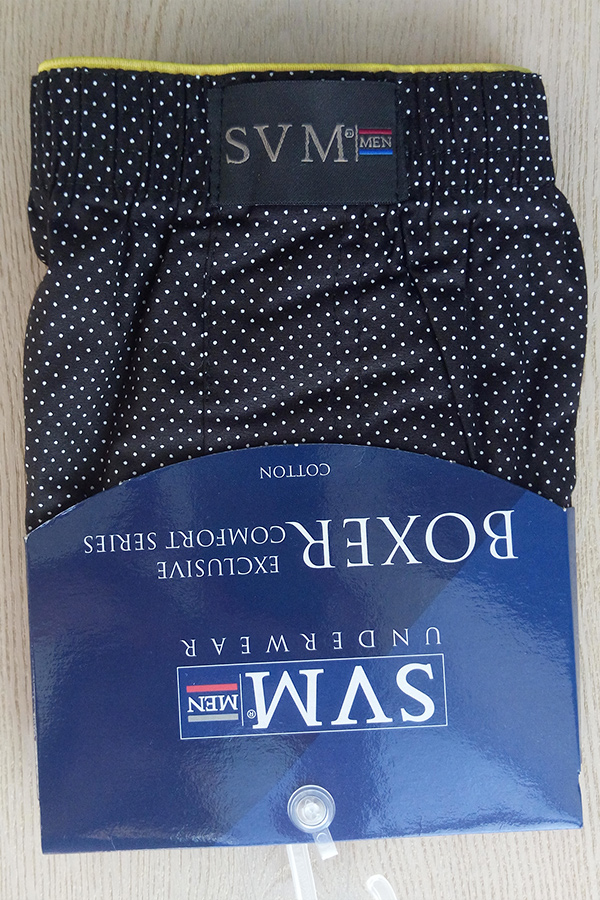 SVM® MEN
SVM® MEN
UNDERWEAR
BOXER EXCLUSIVE
COMFORT SERIES
COTTON